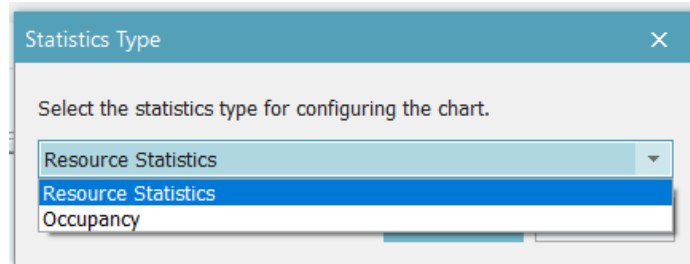 Statistics Type
Select the statistics type for configuring the chart.
Resource Statistics
Resource Statistics
Occupancy